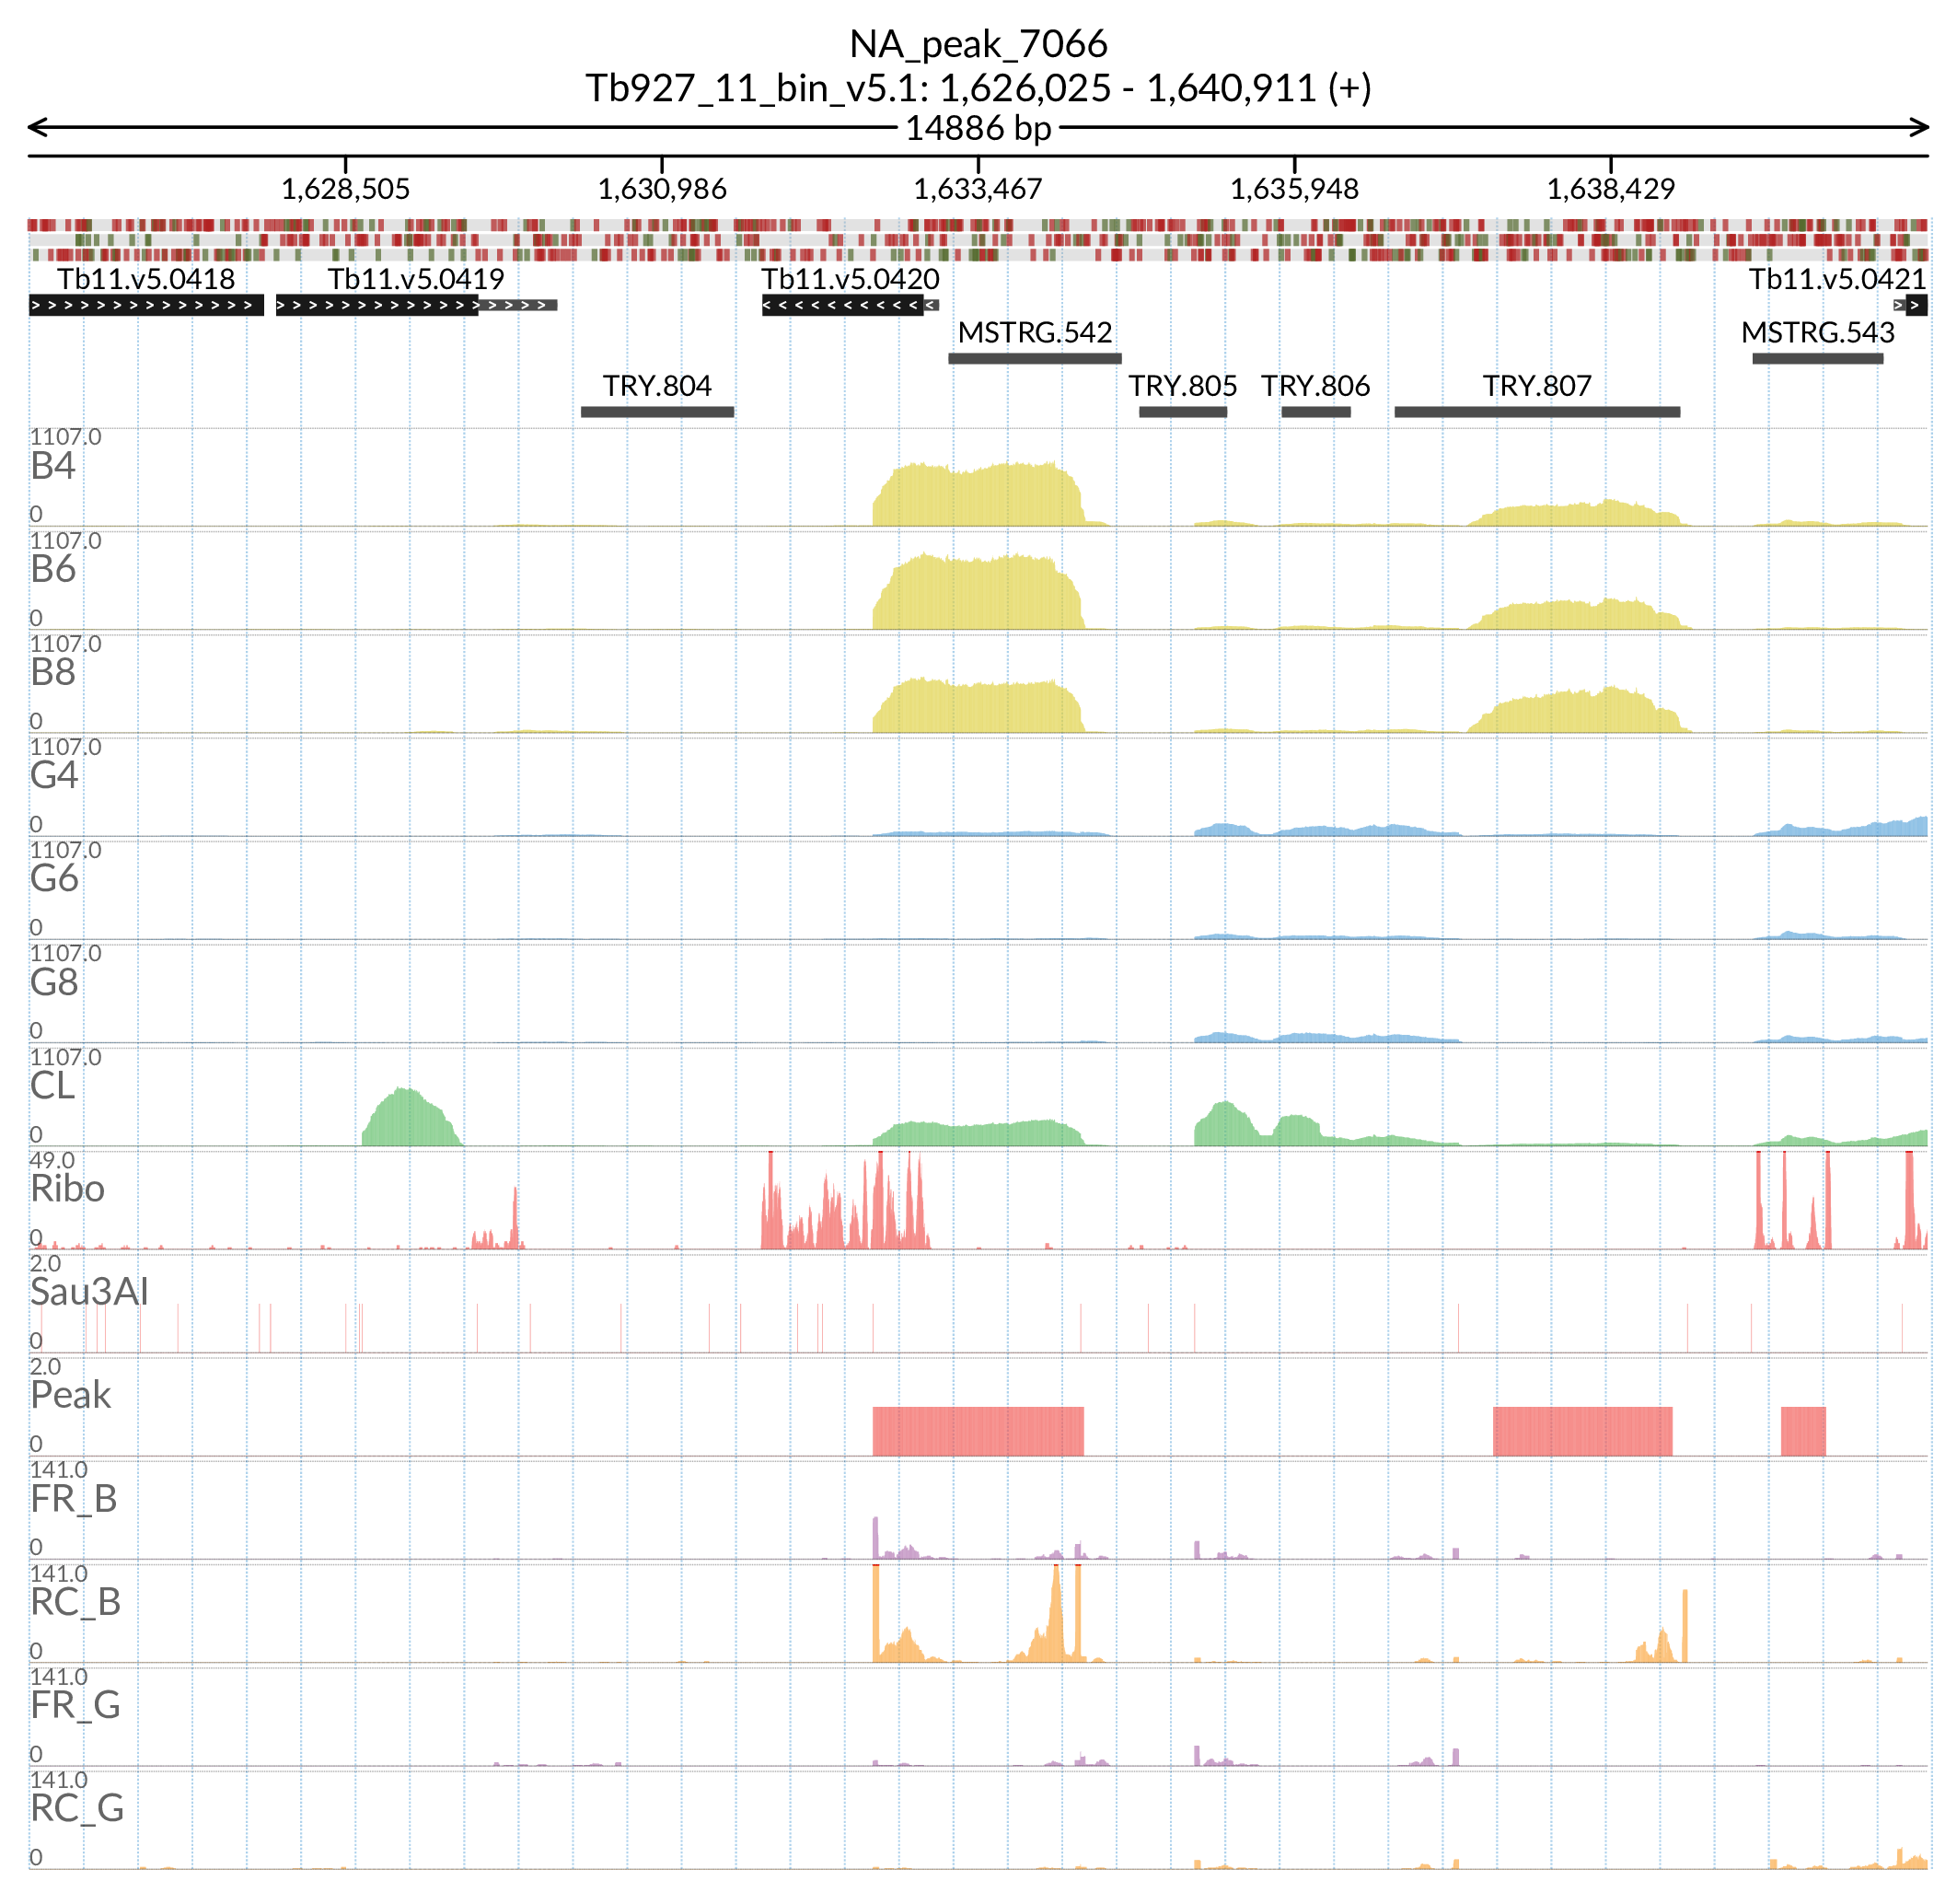 NA_peak_7066
Tb927_11_bin_v5.1: 1,626,025 - 1,640,911 (+)
14886 bp
1,628,505 1,630,986 1,633,467 1,635,948 1,638,429
Tb11.v5.0418 Tb11.v5.0419 Tb11.v5.0420 Tb11.v5.0421
MSTRG.542 MSTRG.543
TRY.804 TRY.805 TRY.806 TRY.807
1107.0
B4
0
1107.0
B6
0
1107.0
B8
0
1107.0
G4
0
1107.0
G6
0
1107.0
G8
0
1107.0
CL
0
49.0
Ribo
0
2.0
Sau3AI
0
2.0
Peak
0
141.0
FR_B
0
141.0
RC_B
0
141.0
FR_G
0
141.0
RC_G
0